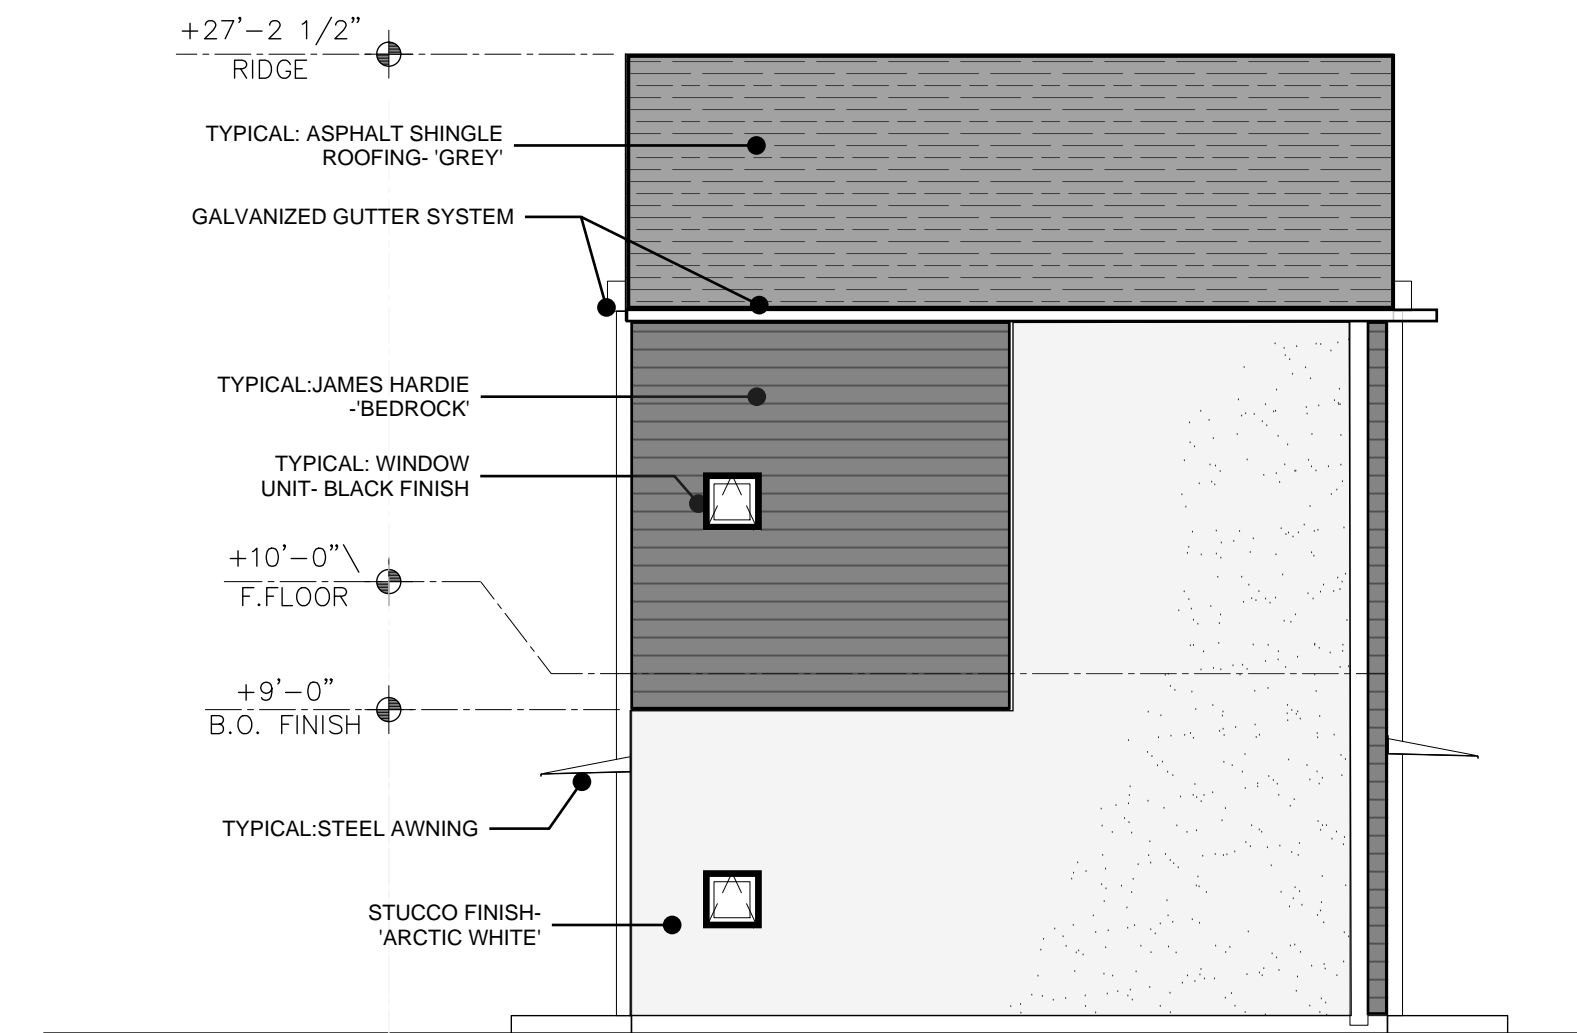 +27’–2 1/2”
RIDGE
TYPICAL: ASPHALT SHINGLE
ROOFING- 'GREY'
GALVANIZED GUTTER SYSTEM
TYPICAL:JAMES HARDIE
-'BEDROCK'
TYPICAL: WINDOW
UNIT- BLACK FINISH
+10’–0”\
F.FLOOR
+9’–0”
B.O. FINISH
TYPICAL:STEEL AWNING
STUCCO FINISH-
'ARCTIC WHITE'